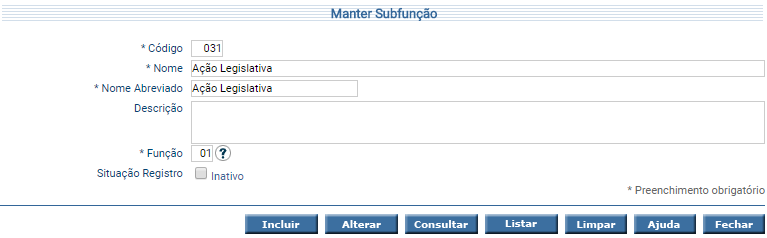 Manter Subfunção
* Código 031
* Nome Ação Legislativa
* Nome Abreviado Ação Legislativa
Descrição
* Função 01 ?
Situação Registro Inativo
* Preenchimento obrigatório
Incluir Alterar Consultar Listar Limpar Ajuda Fechar